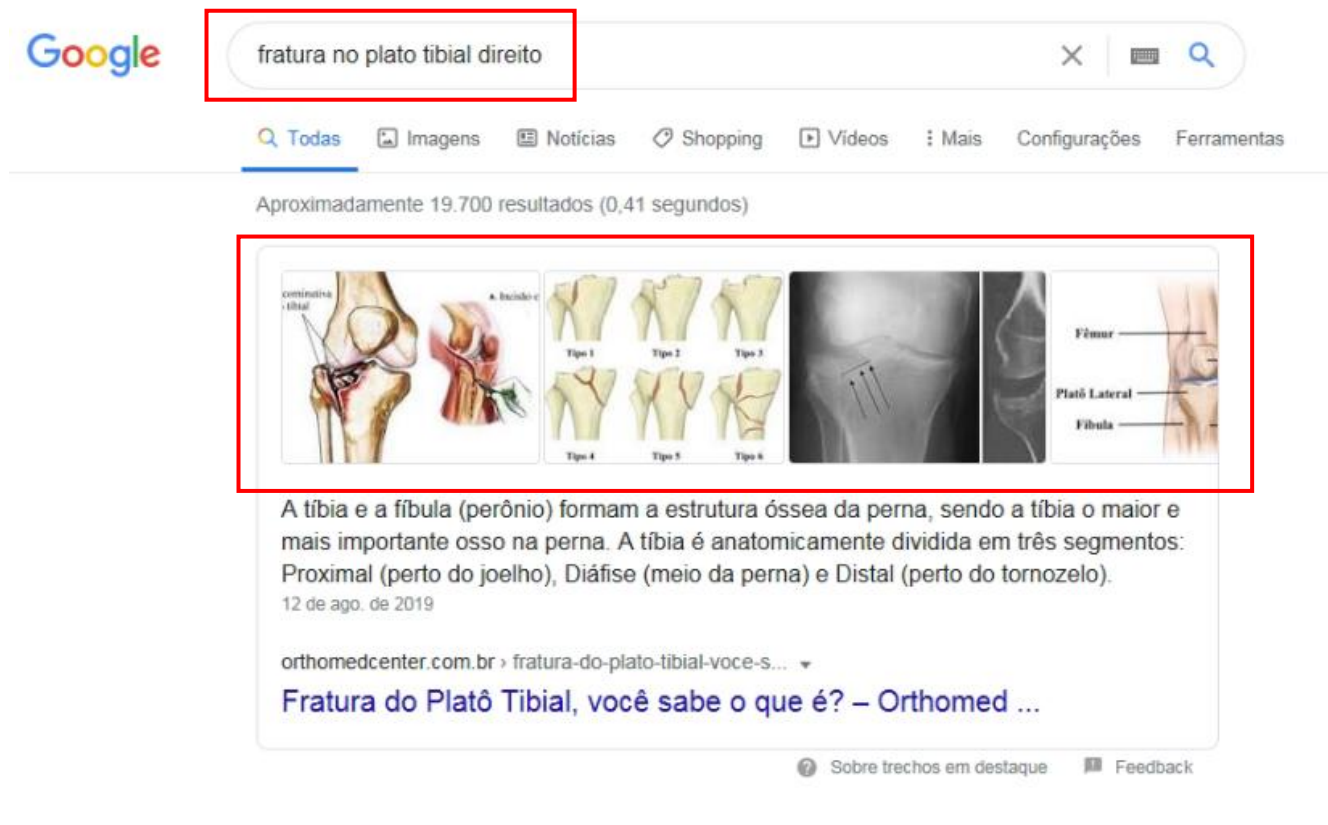 Google
fratura no plato tibial direito
Todas Imagens Notícias Shopping Vídeos Mais Configurações Ferramentas
Aproximadamente 19.700 resultados (0,41 segundos)
cominutiva
tibial
A. Incisão c
Tipo 1 Tipo 2 Tipo 3
Tipo 4 Tipo 5 Tipo 6
Fêmur
Platô Lateral
Fíbula
A tíbia e a fíbula (perônio) formam a estrutura óssea da perna, sendo a tíbia o maior e
mais importante osso na perna. A tíbia é anatomicamente dividida em três segmentos:
Proximal (perto do joelho), Diáfise (meio da perna) e Distal (perto do tornozelo).
12 de ago. de 2019
orthomedcenter.com.br › fratura-do-plato-tibial-voce-s...
Fratura do Platô Tibial, você sabe o que é? – Orthomed ...
Sobre trechos em destaque Feedback